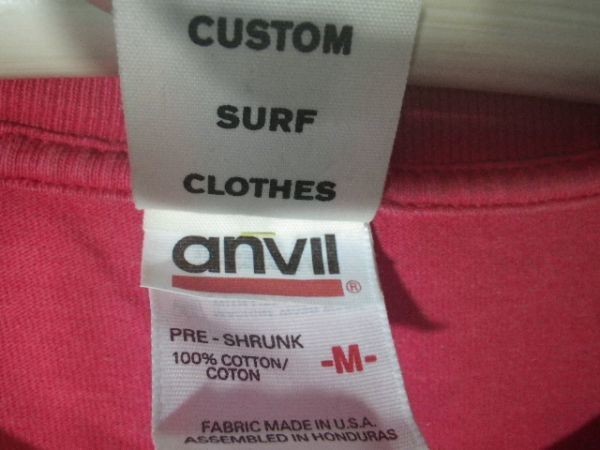 CUSTOM
SURF
CLOTHES
anvil®
PRE - SHRUNK
100% COTTON/
COTON
-M-
FABRIC MADE IN U.S.A.
ASSEMBLED IN HONDURAS